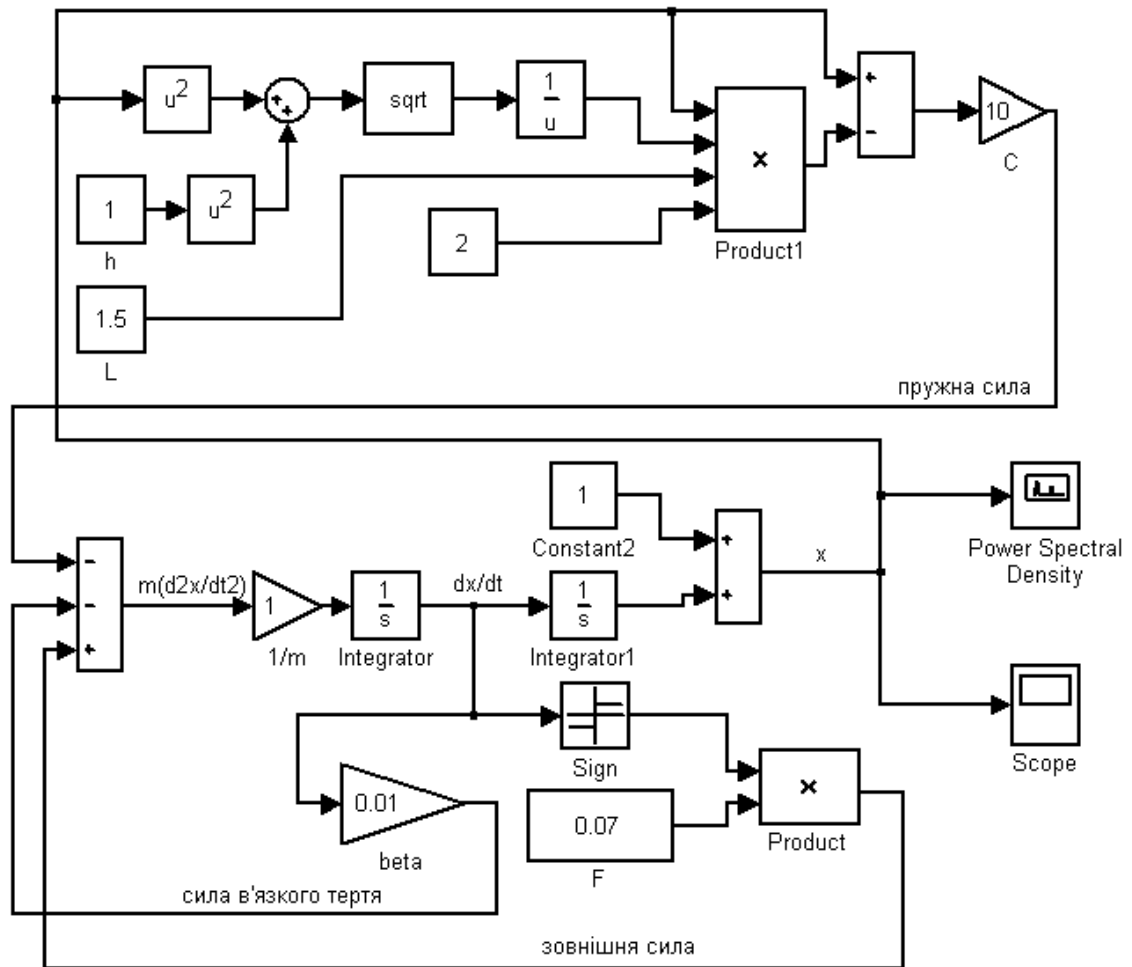 u2
+
+
sqrt
1
u
×
+
-
10
C
1
h
u2
2
Product1
1.5
L
пружна сила
1
Constant2
+
+
x
Power Spectral
Density
-
-
+
m(d2x/dt2)
1
1/m
1
s
Integrator
dx/dt
1
s
Integrator1
Sign
Scope
0.01
beta
0.07
F
×
Product
сила в'язкого тертя
зовнішня сила